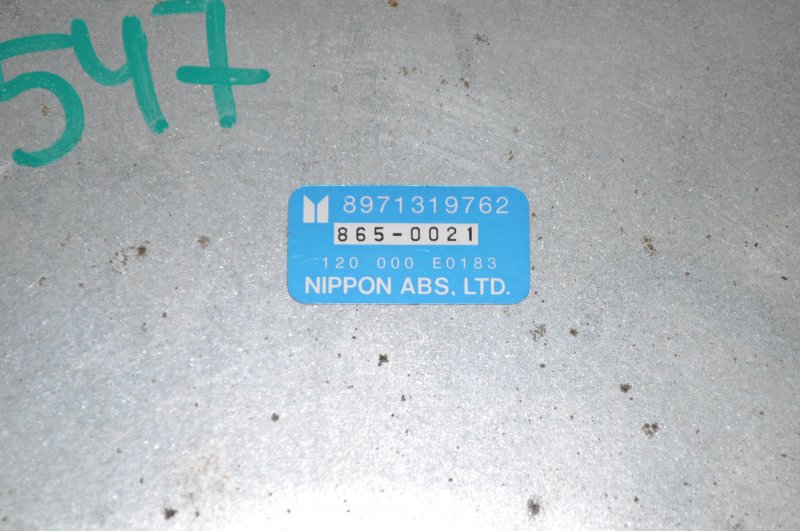 547
8971319762
865-0021
120 000 E0183
NIPPON ABS, LTD.